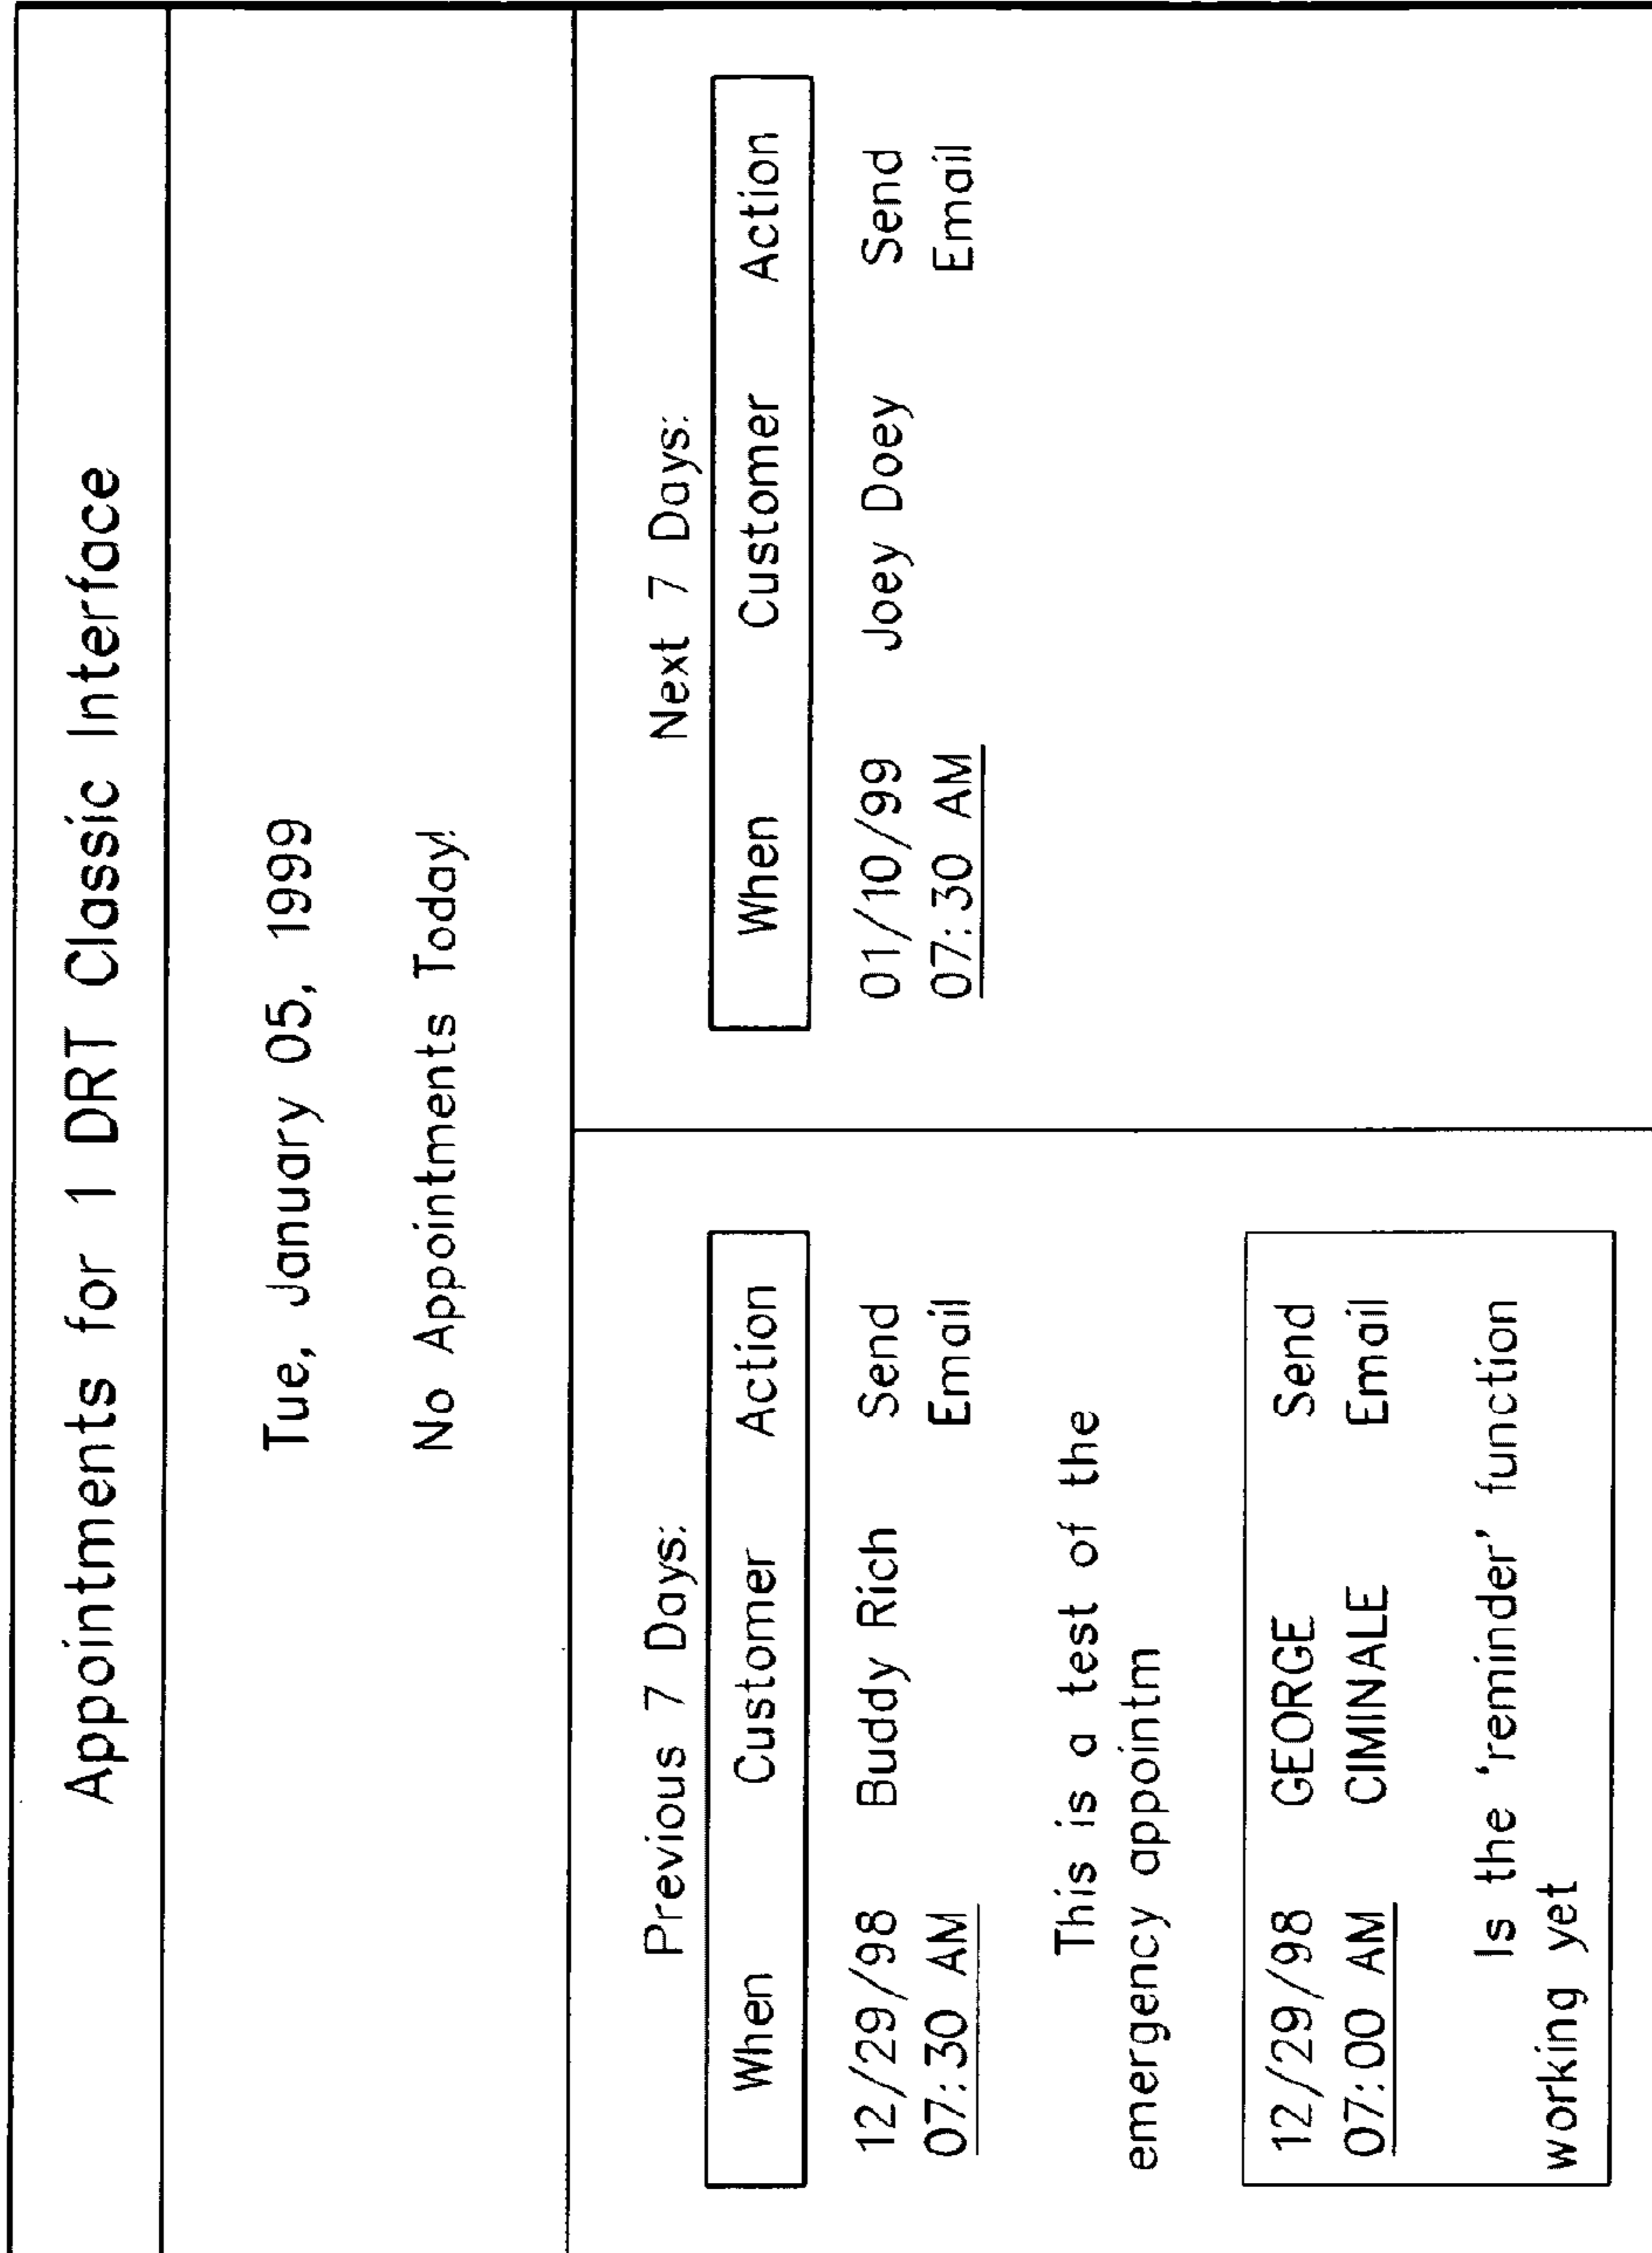 Appointments for 1 DRT Classic Interface
Tue, January 05, 1999
No Appointments Today!
Previous 7 Days:
When Customer Action
12/29/98 Buddy Rich Send
07:30 AM Email
This is a test of the
emergency appointm
12/29/98 GEORGE Send
07:00 AM CIMINALE Email
Is the 'reminder' function
working yet
Next 7 Days:
When Customer Action
01/10/99 Joey Doey Send
07:30 AM Email